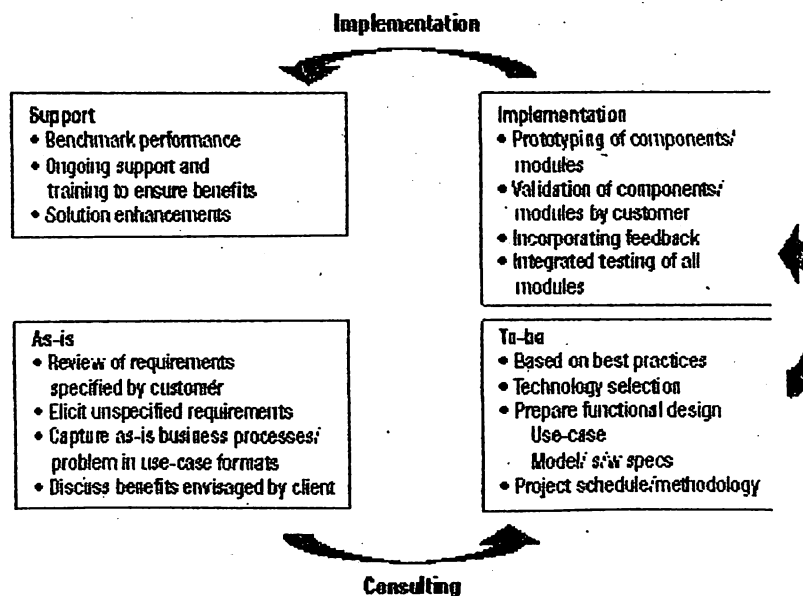 Implementation
Support
• Benchmark performance
• Ongoing support and
training to ensure benefits
• Solution enhancements
Implementation
• Prototyping of components/
modules
• Validation of components/
modules by customer
• Incorporating feedback
• Integrated testing of all
modules
As-is
• Review of requirements
specified by customer
• Elicit unspecified requirements
• Capture as-is business processes/
problem in use-case formats
• Discuss benefits envisaged by client
To-be
• Based on best practices
• Technology selection
• Prepare functional design
Use-case
Model/ s/w specs
• Project schedule/methodology
Consulting